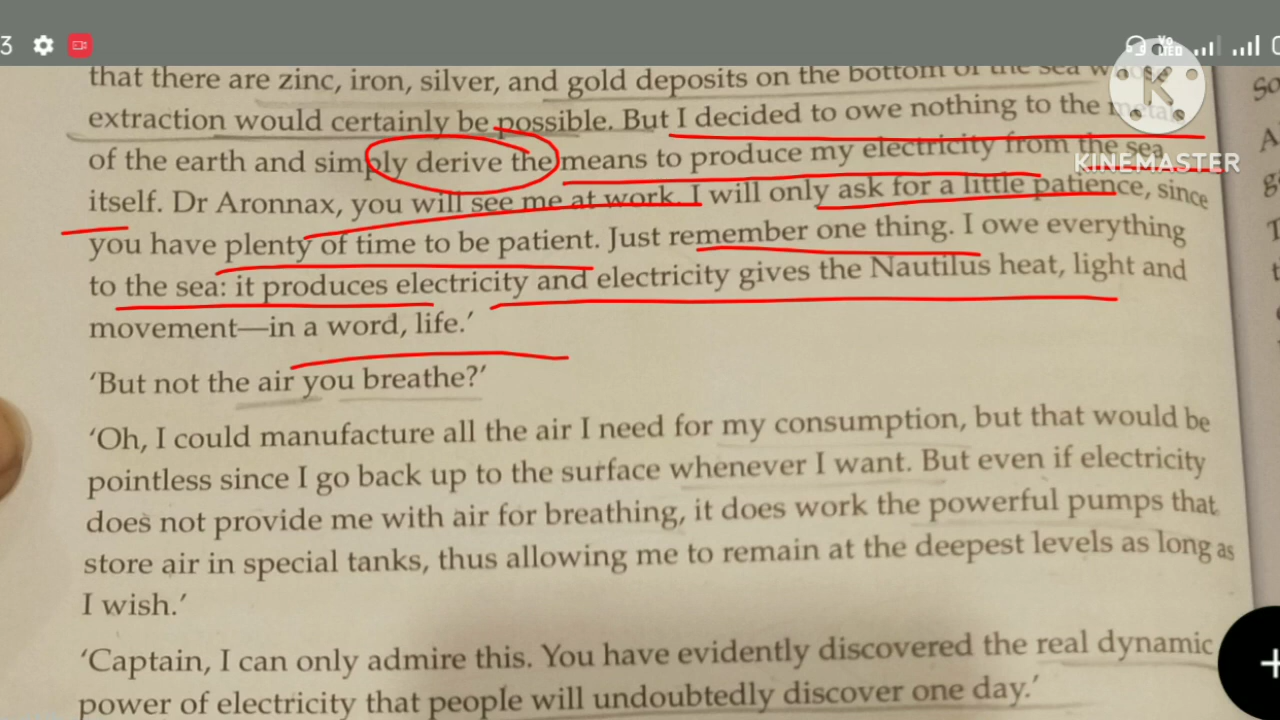 3
that there are zinc, iron, silver, and gold deposits on the bottom of the sea whose
extraction would certainly be possible. But I decided to owe nothing to the metals
K
of the earth and simply derive the means to produce my electricity from the sea
KINEMASTER
itself. Dr Aronnax, you will see me at work. I will only ask for a little patience, since
you have plenty of time to be patient. Just remember one thing. I owe everything
to the sea: it produces electricity and electricity gives the Nautilus heat, light and
movement—in a word, life.’
‘But not the air you breathe?’
‘Oh, I could manufacture all the air I need for my consumption, but that would be
pointless since I go back up to the surface whenever I want. But even if electricity
does not provide me with air for breathing, it does work the powerful pumps that
store air in special tanks, thus allowing me to remain at the deepest levels as long as
I wish.’
‘Captain, I can only admire this. You have evidently discovered the real dynamic
power of electricity that people will undoubtedly discover one day.’